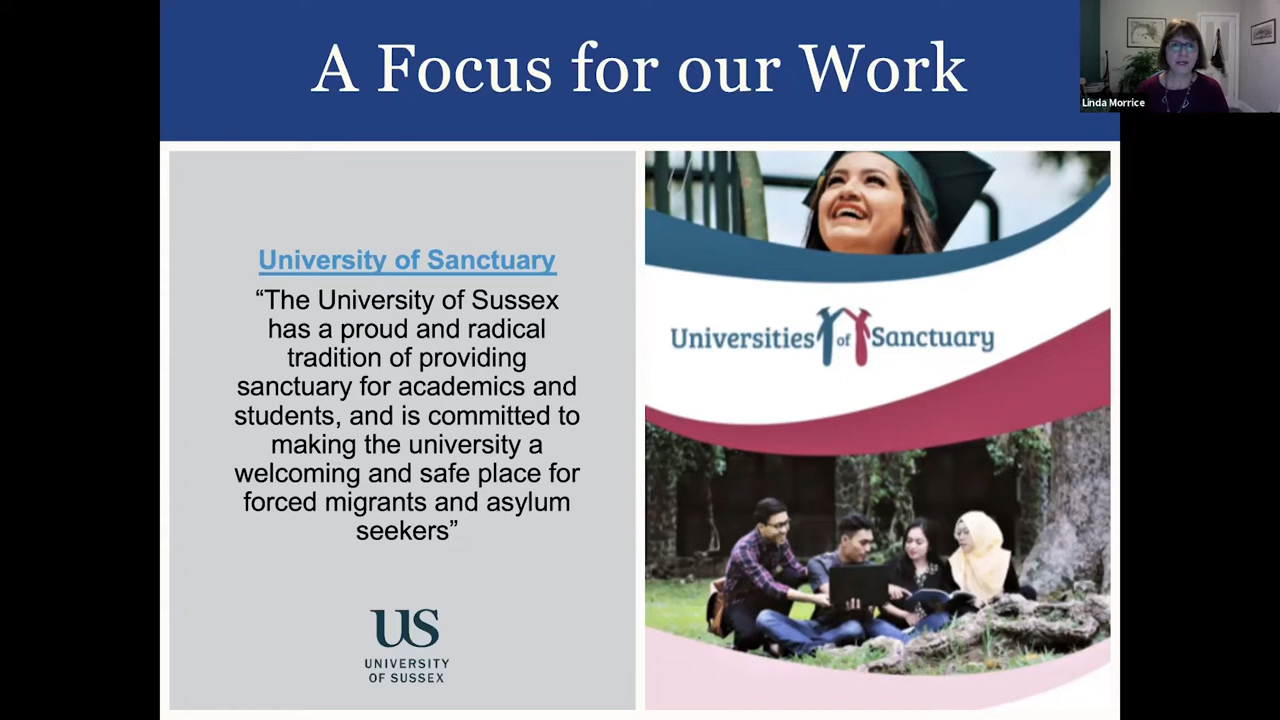 A Focus for our Work
Linda Morrice
University of Sanctuary
“The University of Sussex
has a proud and radical
tradition of providing
sanctuary for academics and
students, and is committed to
making the university a
welcoming and safe place for
forced migrants and asylum
seekers”
US
UNIVERSITY
OF SUSSEX
Universities of Sanctuary